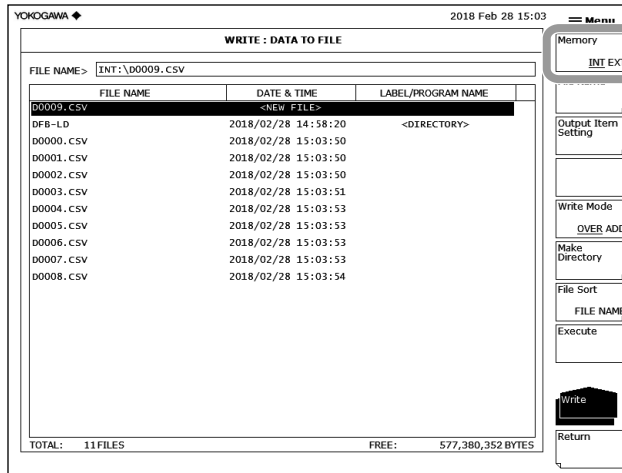 YOKOGAWA ◆ 2018 Feb 28 15:03
Menu
WRITE : DATA TO FILE
FILE NAME> INT:\D0009.CSV
FILE NAME DATE & TIME LABEL/PROGRAM NAME
D0009.CSV <NEW FILE>
DFB-LD 2018/02/28 14:58:20 <DIRECTORY>
D0000.CSV 2018/02/28 15:03:50
D0001.CSV 2018/02/28 15:03:50
D0002.CSV 2018/02/28 15:03:50
D0003.CSV 2018/02/28 15:03:51
D0004.CSV 2018/02/28 15:03:53
D0005.CSV 2018/02/28 15:03:53
D0006.CSV 2018/02/28 15:03:53
D0007.CSV 2018/02/28 15:03:53
D0008.CSV 2018/02/28 15:03:54
TOTAL: 11 FILES FREE: 577,380,352 BYTES
Memory
INT EXT
Output Item
Setting
Write Mode
OVER ADD
Make
Directory
File Sort
FILE NAME
Execute
Write
Return